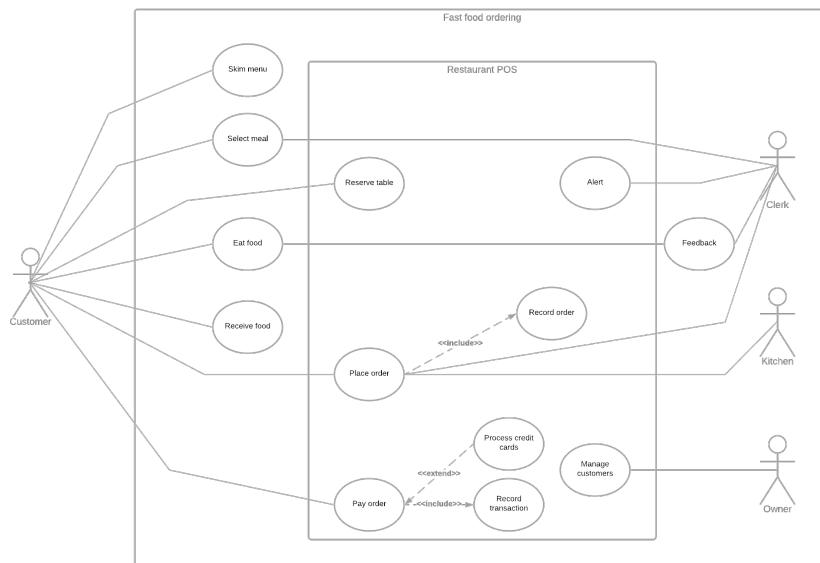 Fast food ordering
Skim menu
Restaurant POS
Select meal
Reserve table
Alert
Clerk
Eat food
Feedback
Customer
Receive food
Record order
<<include>>
Kitchen
Place order
Process credit
cards
<<extend>>
Manage
customers
Pay order
<<include>>
Record
transaction
Owner